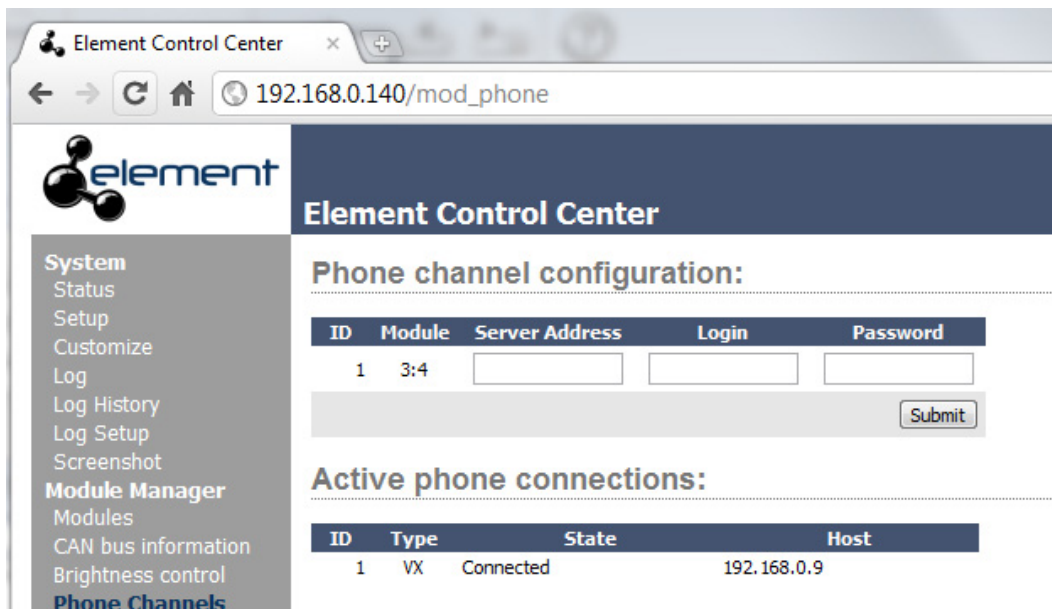 Element Control Center
192.168.0.140/mod_phone
element
Element Control Center
System
Status
Setup
Customize
Log
Log History
Log Setup
Screenshot
Module Manager
Modules
CAN bus information
Brightness control
Phone Channels
Phone channel configuration:
ID Module Server Address Login Password
1 3:4
Submit
Active phone connections:
ID Type State Host
1 VX Connected 192.168.0.9